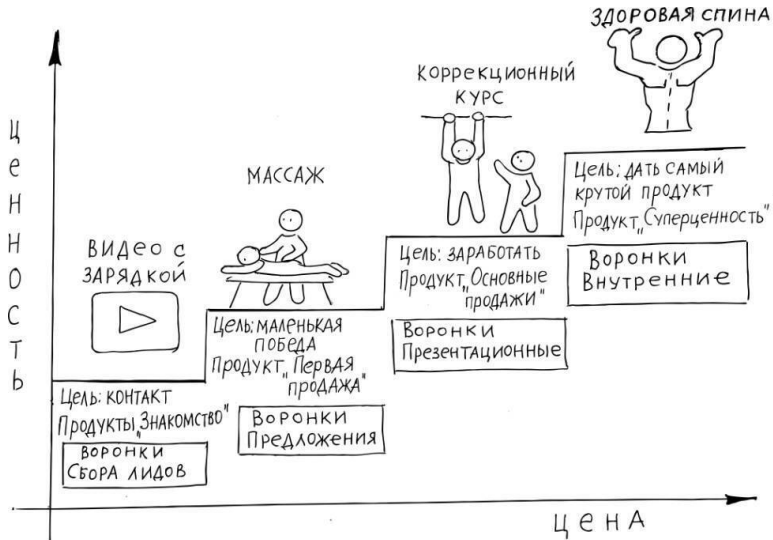 ЦЕННОСТЬ
ВИДЕО С
ЗАРЯДКОЙ
Цель: КОНТАКТ
Продукты „Знакомство"
ВОРОНКИ
СБОРА ЛИДОВ
МАССАЖ
Цель: МАЛЕНЬКАЯ
ПОБЕДА
Продукт „Первая
продажа"
ВОРОНКИ
Предложения
КОРРЕКЦИОННЫЙ
КУРС
Цель: ЗАРАБОТАТЬ
Продукт „Основные
продажи"
ВОРОНКИ
Презентационные
ЗДОРОВАЯ СПИНА
Цель: ДАТЬ САМЫЙ
КРУТОЙ ПРОДУКТ
Продукт „Суперценность"
ВОРОНКИ
Внутренние
ЦЕНА